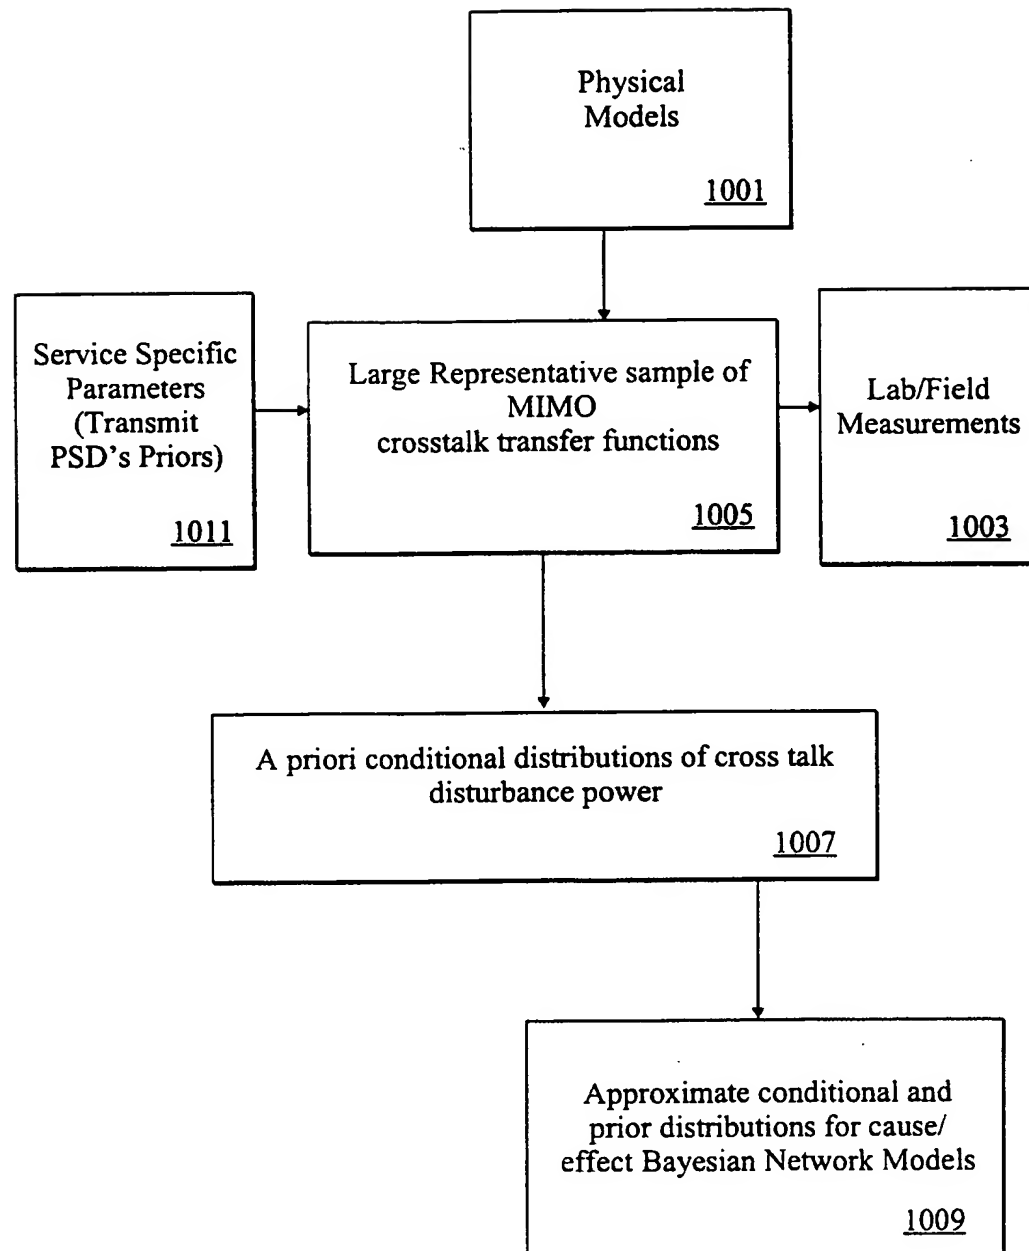 Physical
Models
1001
Service Specific
Parameters
(Transmit
PSD's Priors)
1011
Large Representative sample of
MIMO
crosstalk transfer functions
1005
Lab/Field
Measurements
1003
A priori conditional distributions of cross talk
disturbance power
1007
Approximate conditional and
prior distributions for cause/
effect Bayesian Network Models
1009